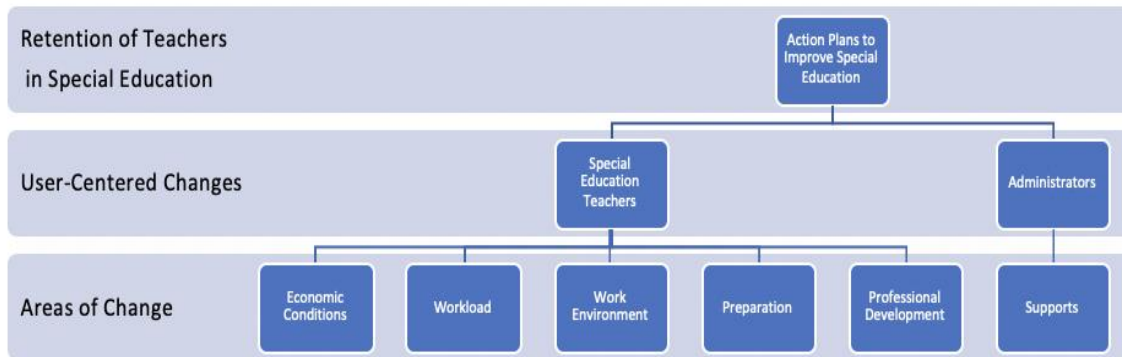 Retention of Teachers
in Special Education
Action Plans to
Improve Special
Education
User-Centered Changes
Special
Education
Teachers
Administrators
Areas of Change
Economic
Conditions
Workload
Work
Environment
Preparation
Professional
Development
Supports